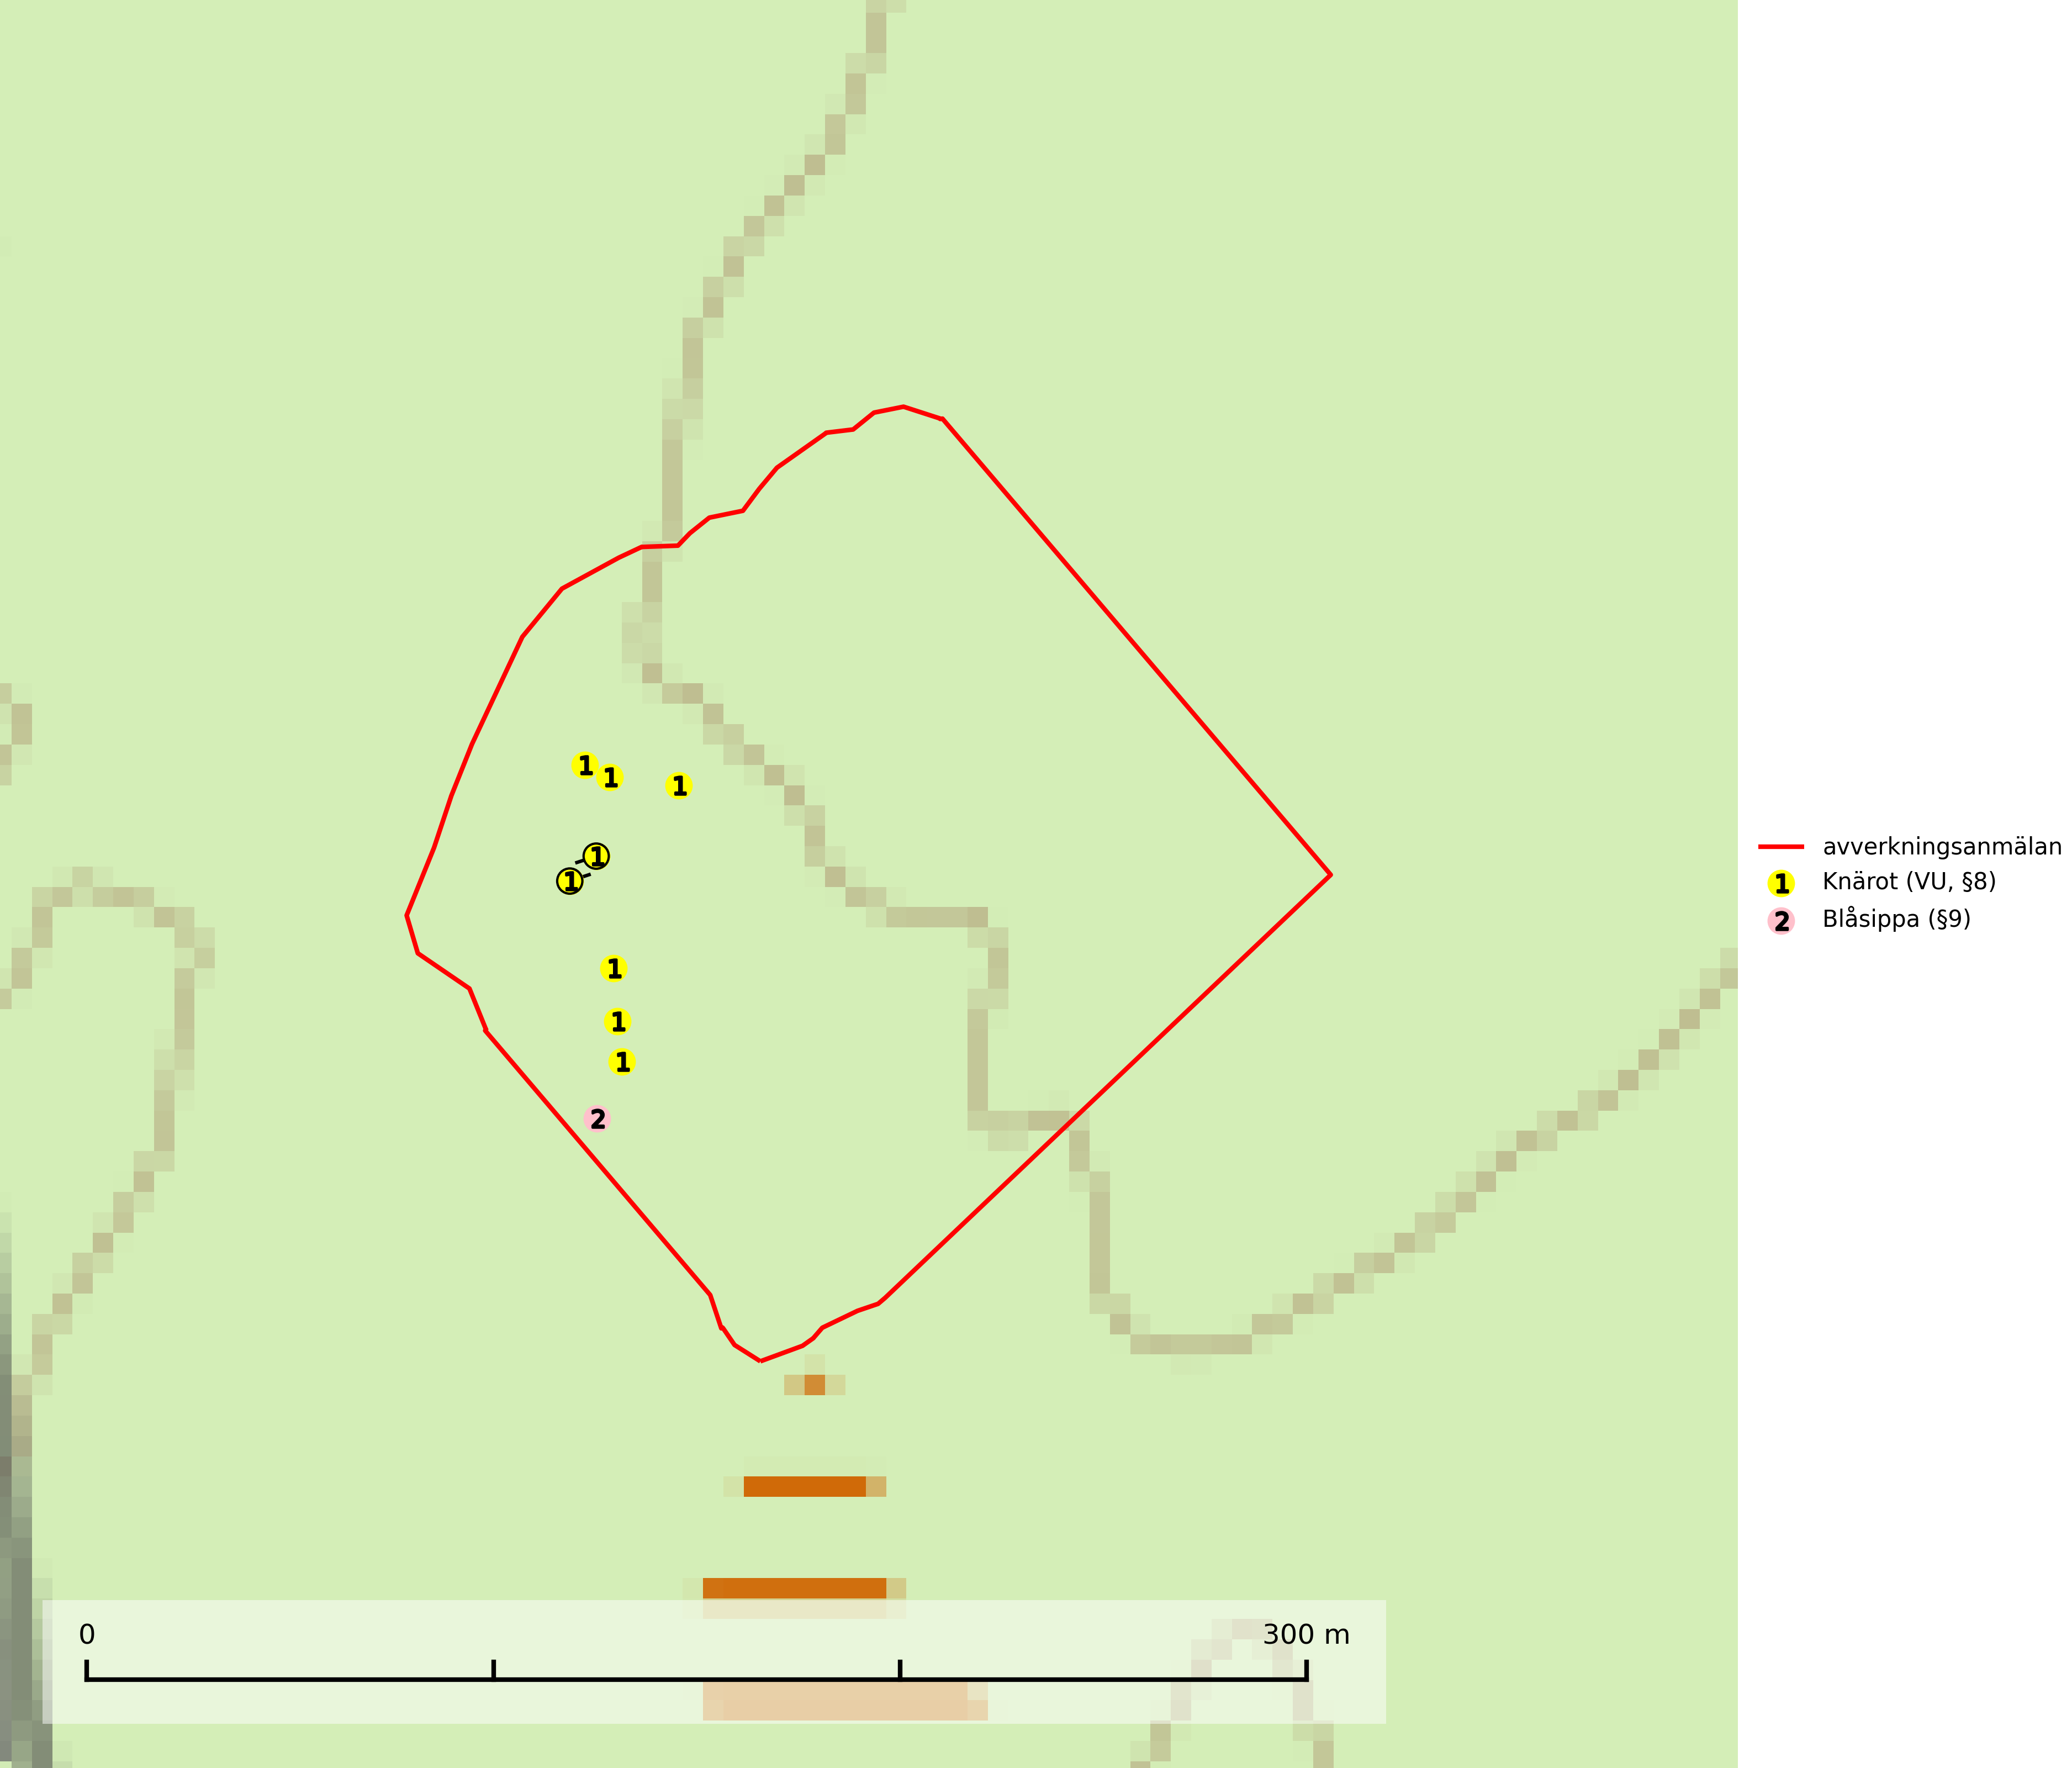 1
1
1
1
1
1
1
1
2
0
300 m
avverkningsanmälan
1 Knärot (VU, §8)
2 Blåsippa (§9)